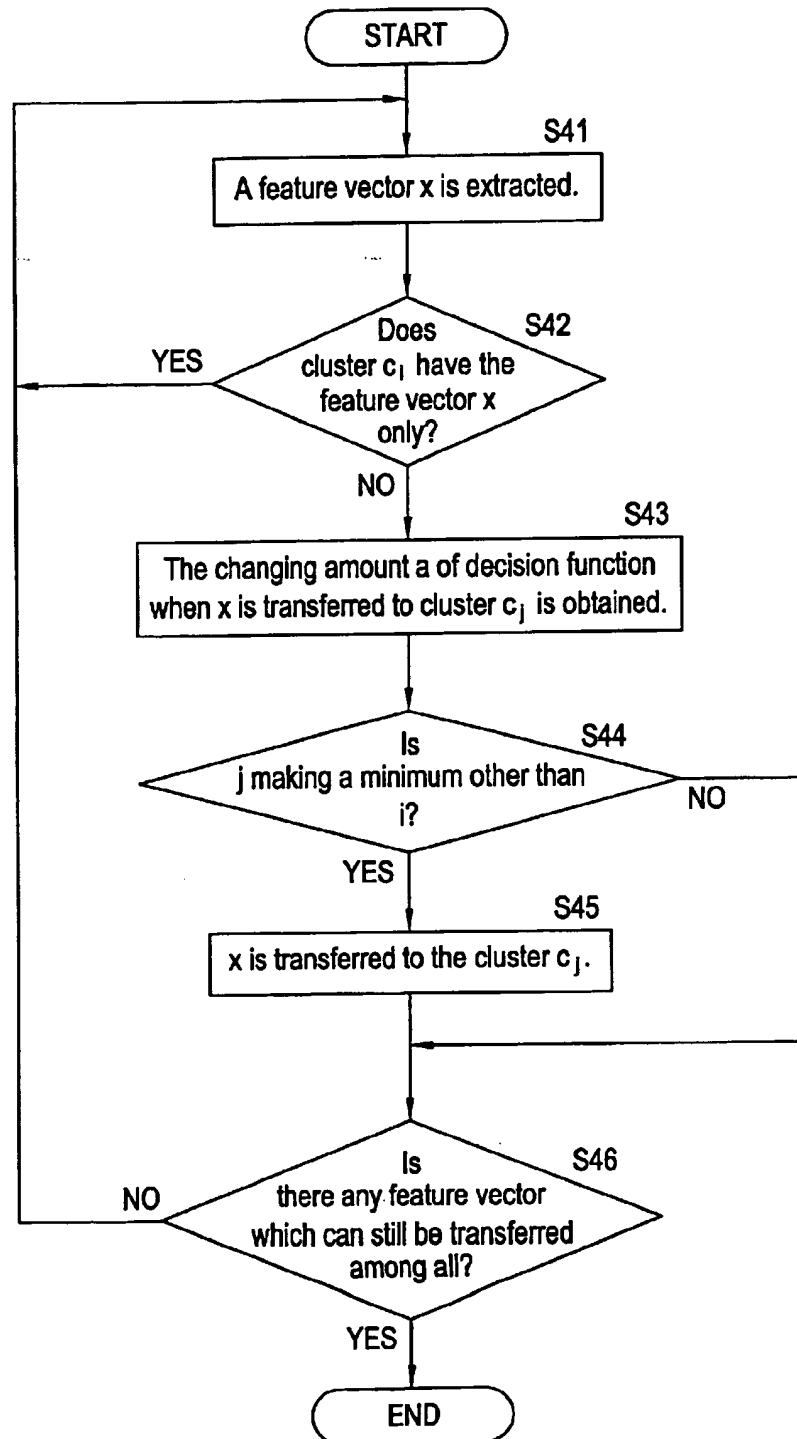 START
S41
A feature vector x is extracted.
S42
Does
cluster c i have the
feature vector x
only?
YES
NO
S43
The changing amount a of decision function
when x is transferred to cluster c j is obtained.
S44
Is
j making a minimum other than
i?
NO
YES
S45
x is transferred to the cluster c j.
S46
Is
there any feature vector
which can still be transferred
among all?
NO
YES
END